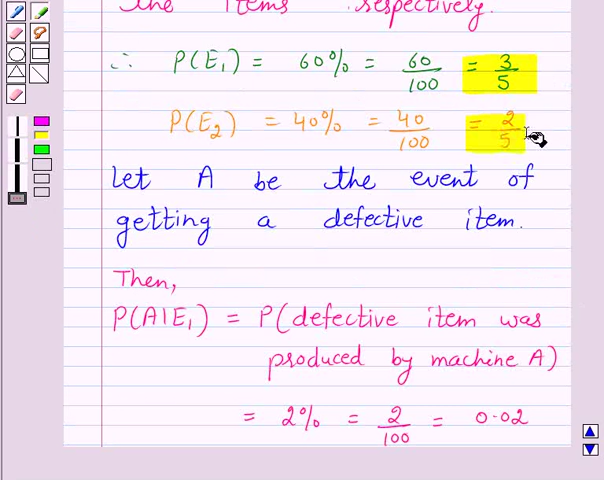 the items respectively.
∴ P(E₁) = 60% = 60/100 = 3/5
P(E₂) = 40% = 40/100 = 2/5
Let A be the event of
getting a defective item.
Then,
P(A|E₁) = P(defective item was
produced by machine A)
= 2% = 2/100 = 0.02